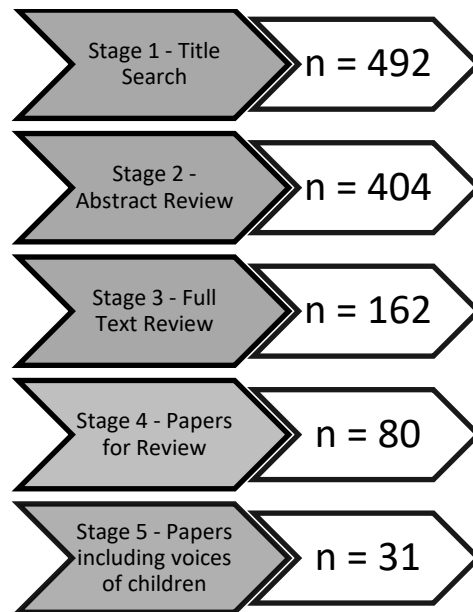 Stage 1 - Title
Search
n = 492
Stage 2 -
Abstract Review
n = 404
Stage 3 - Full
Text Review
n = 162
Stage 4 - Papers
for Review
n = 80
Stage 5 - Papers
including voices
of children
n = 31